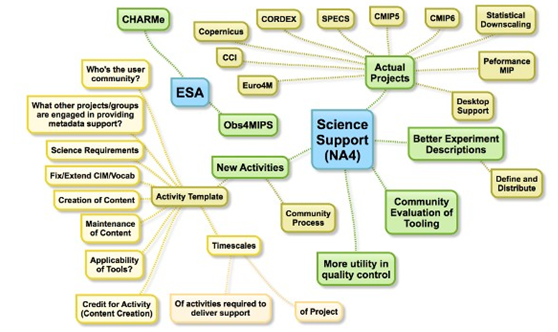 CHARMe
CORDEX
SPECS
CMIP5
CMIP6
Statistical
Downscaling
Copernicus
CCI
Euro4M
Actual
Projects
Peformance
MIP
Desktop
Support
Who's the user
community?
ESA
Obs4MIPS
What other projects/groups
are engaged in providing
metadata support?
Science
Support
(NA4)
Better Experiment
Descriptions
Define and
Distribute
Science Requirements
Fix/Extend CIM/Vocab
Creation of Content
Maintenance
of Content
Applicability
of Tools?
Credit for Activity
(Content Creation)
Activity Template
New Activities
Community
Process
Community
Evaluation of
Tooling
More utility in
quality control
Timescales
Of activities required to
deliver support
of Project